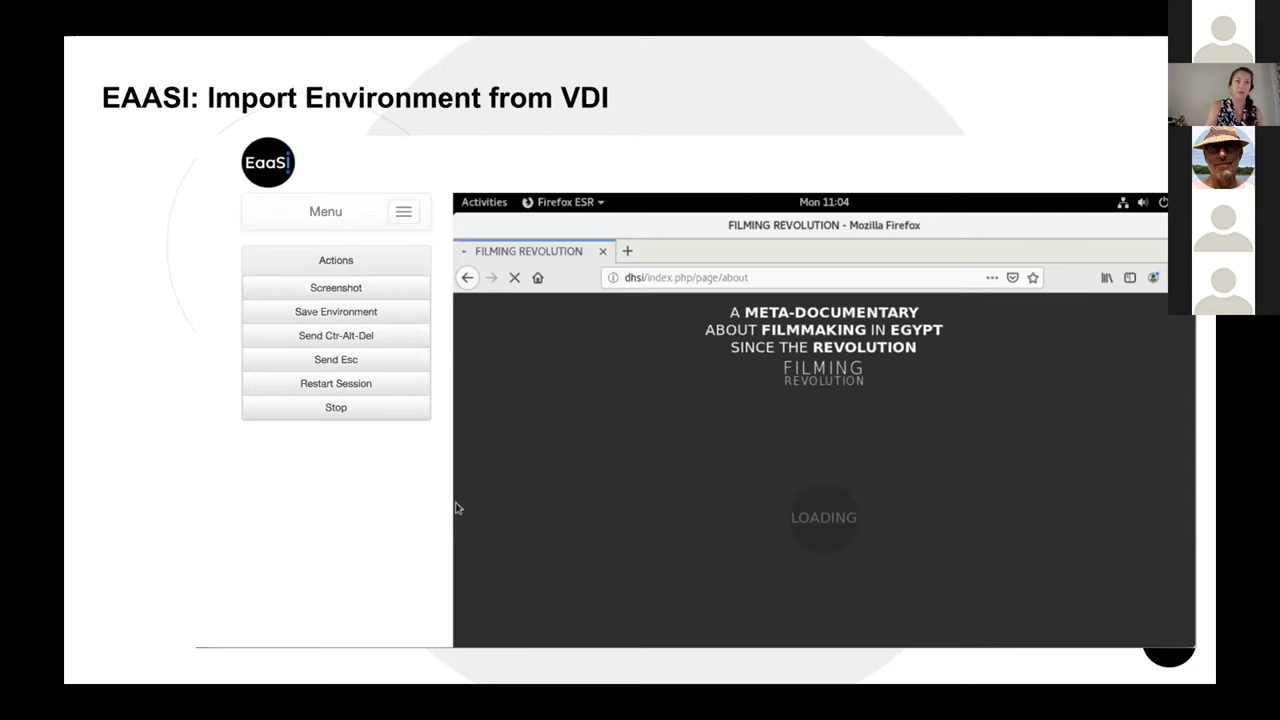 EAASI: Import Environment from VDI
EaaSi
Menu
Actions
Screenshot
Save Environment
Send Ctr-Alt-Del
Send Esc
Restart Session
Stop
Activities Firefox ESR Mon 11:04
FILMING REVOLUTION - Mozilla Firefox
FILMING REVOLUTION
dhsi/index.php/page/about
A META-DOCUMENTARY
ABOUT FILMMAKING IN EGYPT
SINCE THE REVOLUTION
FILMING
REVOLUTION
LOADING